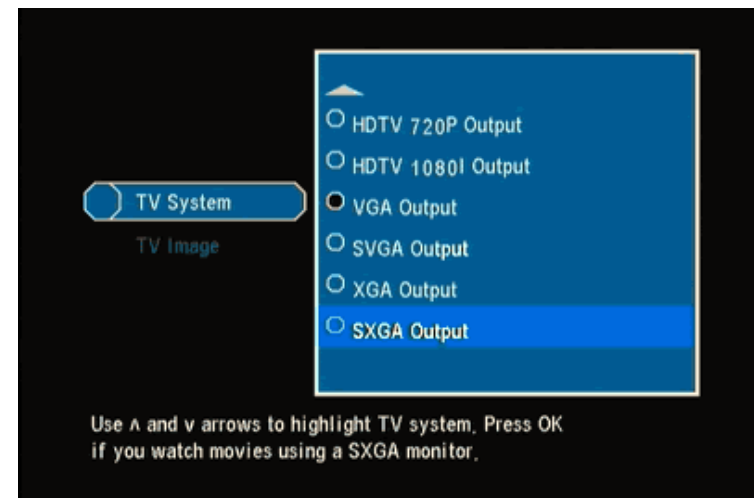 TV System
TV Image
HDTV 720P Output
HDTV 1080I Output
VGA Output
SVGA Output
XGA Output
SXGA Output
Use ʌ and v arrows to highlight TV system. Press OK
if you watch movies using a SXGA monitor.